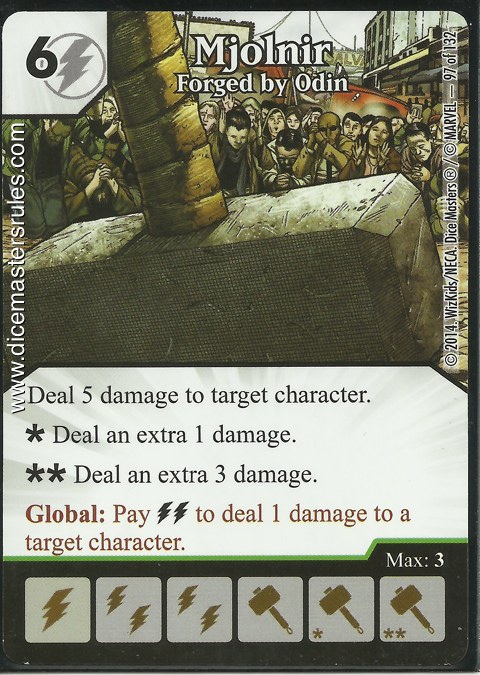 6
Mjolnir
Forged by Odin
www.dicemastersrules.com
© 2014. WizKids/NECA. Dice Masters ® / © MARVEL — 97 of 132
Deal 5 damage to target character.
* Deal an extra 1 damage.
** Deal an extra 3 damage.
Global: Pay to deal 1 damage to a
target character.
Max: 3
* **